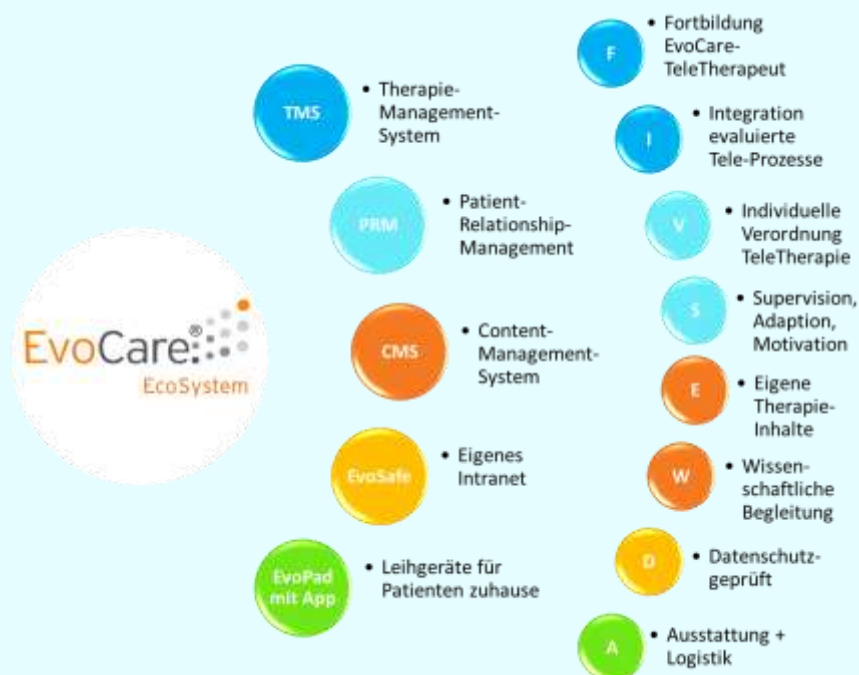 EvoCare®
EcoSystem
TMS
• Therapie-
Management-
System
PRM
• Patient-
Relationship-
Management
CMS
• Content-
Management-
System
EvoSafe
• Eigenes
Intranet
EvoPad
mit App
• Leihgeräte für
Patienten zuhause
F
• Fortbildung
EvoCare-
TeleTherapeut
I
• Integration
evaluierte
Tele-Prozesse
V
• Individuelle
Verordnung
TeleTherapie
S
• Supervision,
Adaption,
Motivation
E
• Eigene
Therapie-
Inhalte
W
• Wissen-
schaftliche
Begleitung
D
• Datenschutz-
geprüft
A
• Ausstattung +
Logistik